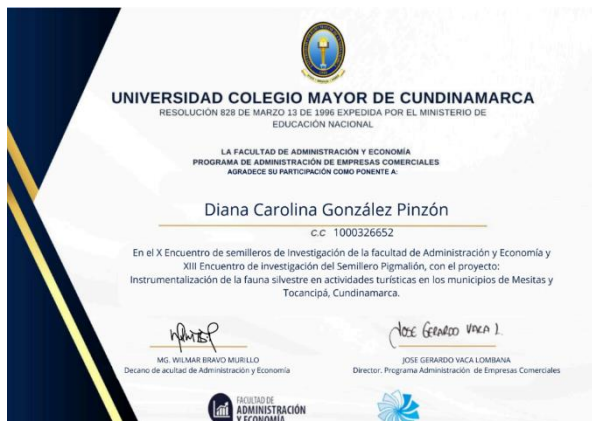 UNIVERSIDAD COLEGIO MAYOR DE CUNDINAMARCA
RESOLUCIÓN 828 DE MARZO 13 DE 1996 EXPEDIDA POR EL MINISTERIO DE
EDUCACIÓN NACIONAL
LA FACULTAD DE ADMINISTRACIÓN Y ECONOMÍA
PROGRAMA DE ADMINISTRACIÓN DE EMPRESAS COMERCIALES
AGRADECE SU PARTICIPACIÓN COMO PONENTE A:
Diana Carolina González Pinzón
C.C 1000326652
En el X Encuentro de semilleros de Investigación de la facultad de Administración y Economía y
XIII Encuentro de investigación del Semillero Pigmalión, con el proyecto:
Instrumentalización de la fauna silvestre en actividades turísticas en los municipios de Mesitas y
Tocancipá, Cundinamarca.
JOSE GERARDO VACA L
MG. WILMAR BRAVO MURILLO
Decano de acultad de Administración y Economía
JOSE GERARDO VACA LOMBANA
Director. Programa Administración de Empresas Comerciales
FACULTAD DE
ADMINISTRACIÓN
Y ECONOMÍA